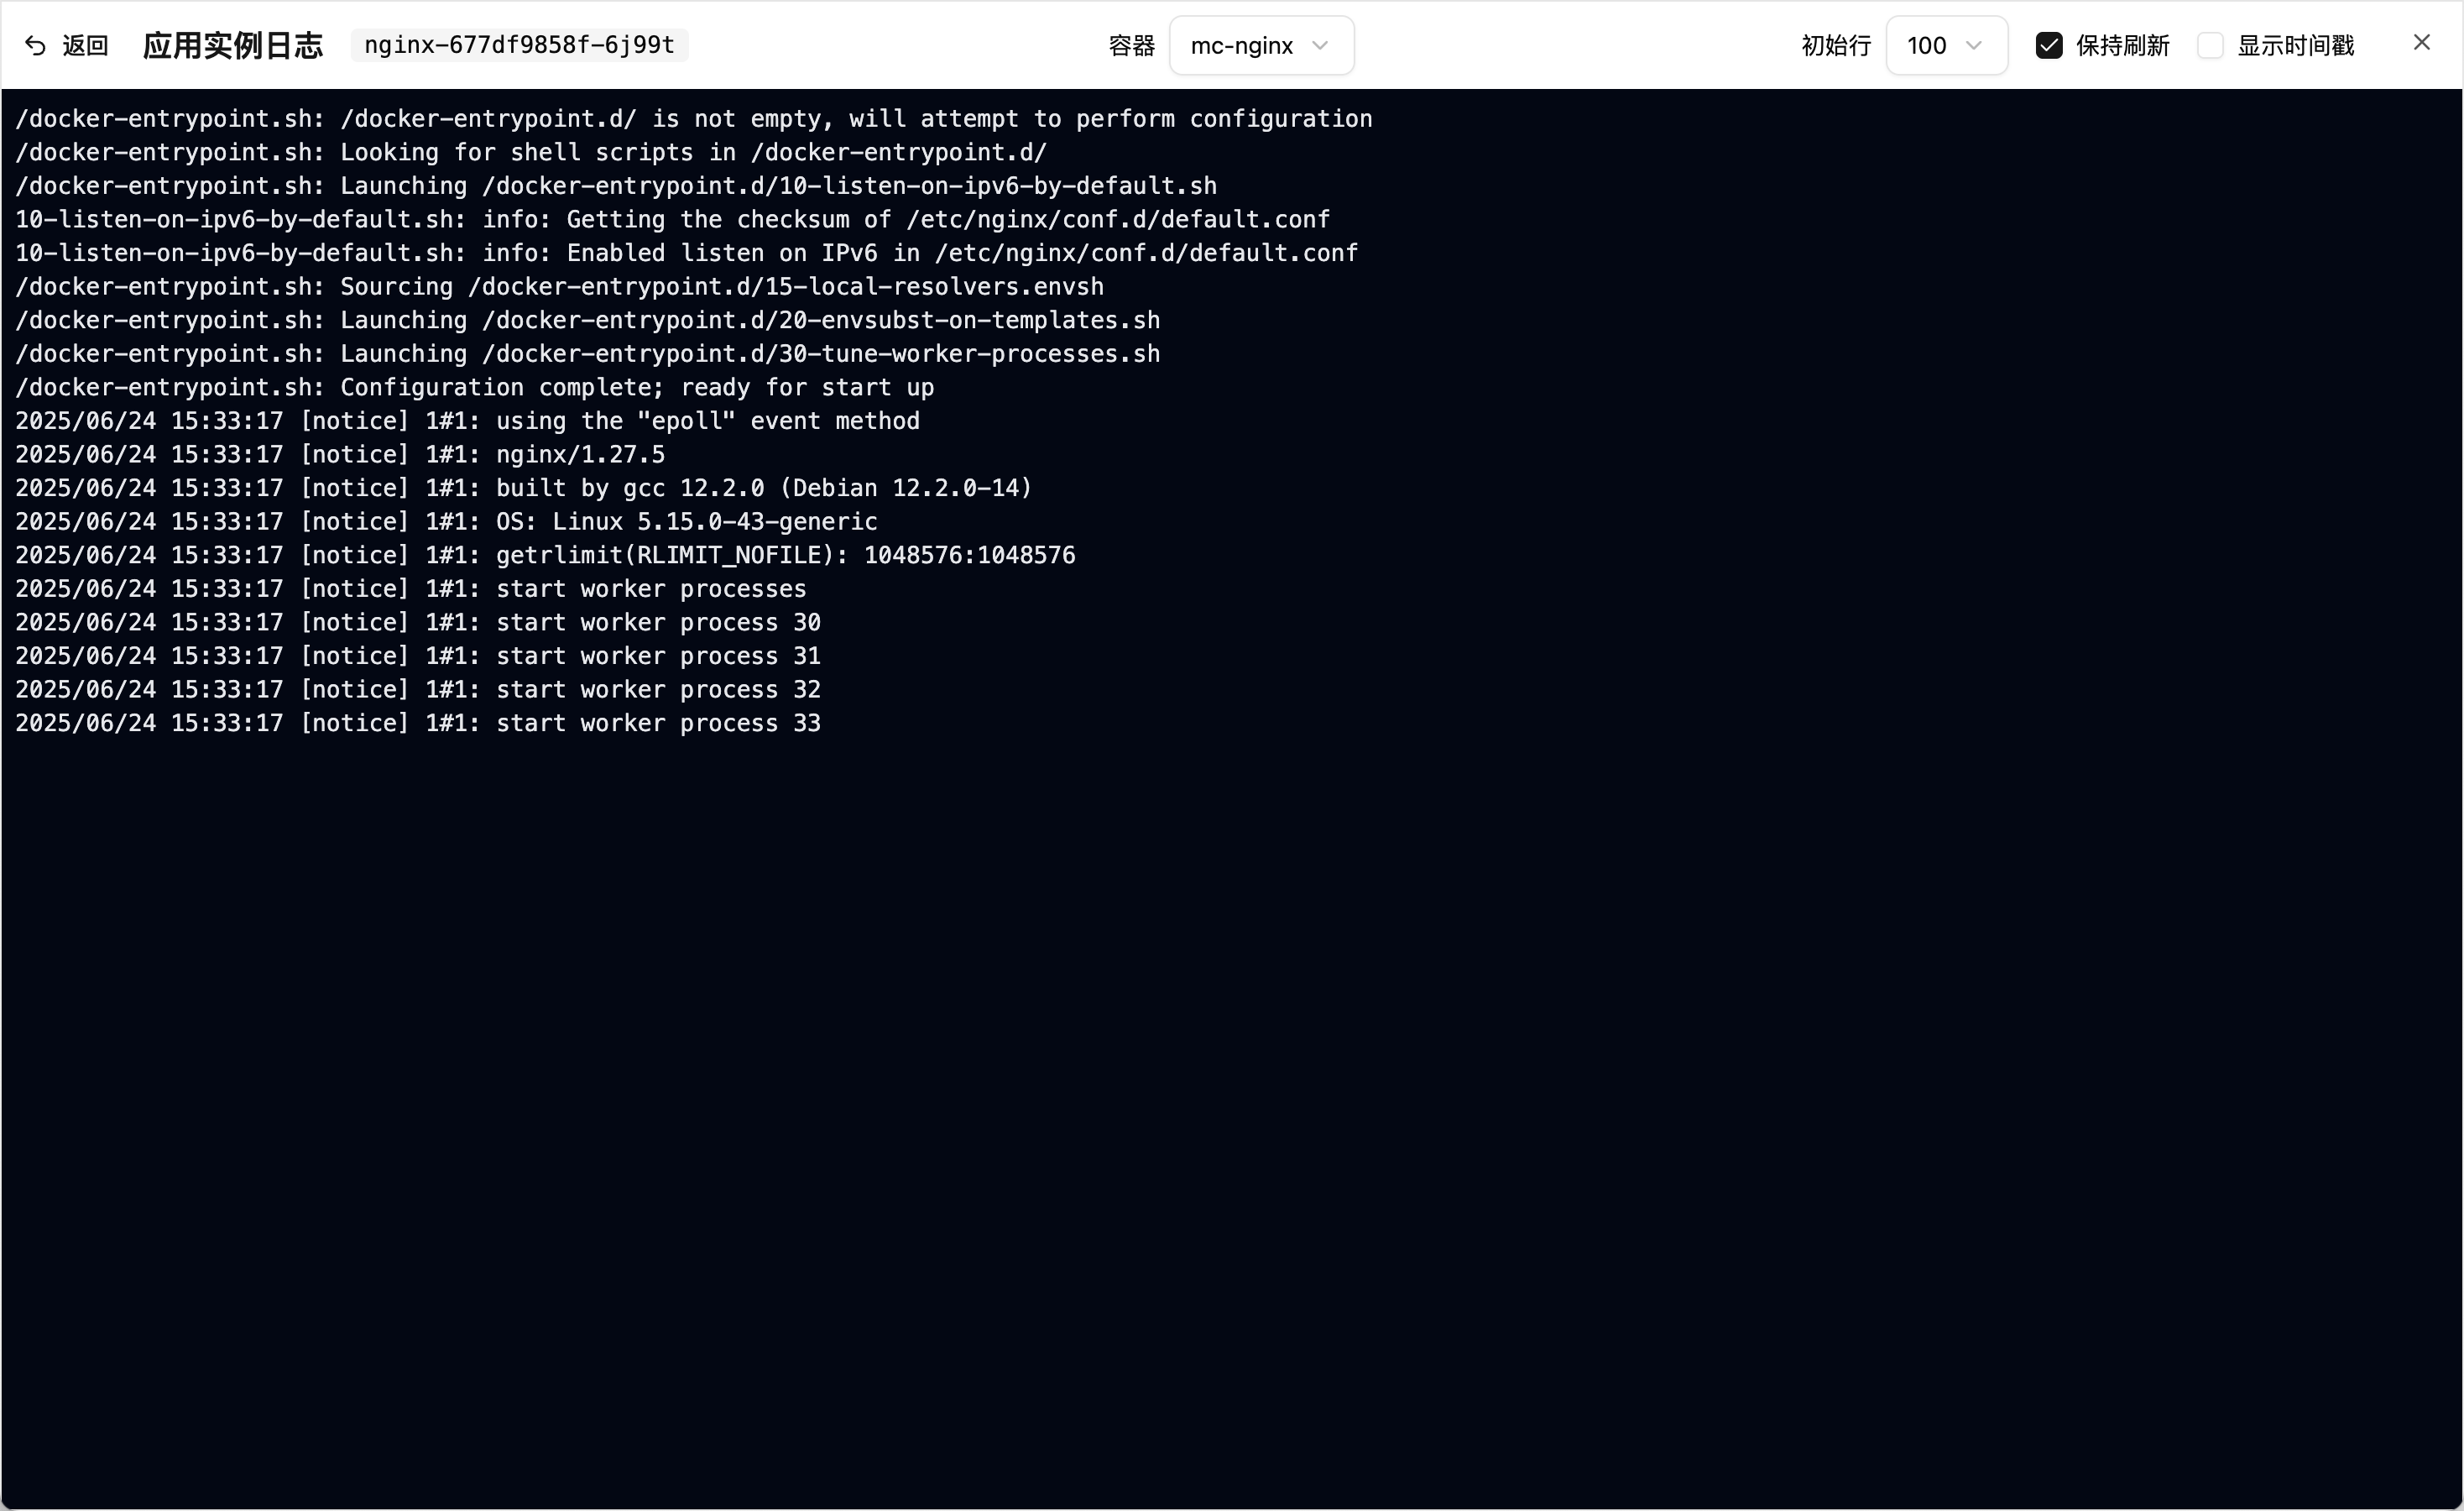 返回 应用实例日志 nginx-677df9858f-6j99t 容器 mc-nginx 初始行 100 保持刷新 显示时间戳
/docker-entrypoint.sh: /docker-entrypoint.d/ is not empty, will attempt to perform configuration
/docker-entrypoint.sh: Looking for shell scripts in /docker-entrypoint.d/
/docker-entrypoint.sh: Launching /docker-entrypoint.d/10-listen-on-ipv6-by-default.sh
10-listen-on-ipv6-by-default.sh: info: Getting the checksum of /etc/nginx/conf.d/default.conf
10-listen-on-ipv6-by-default.sh: info: Enabled listen on IPv6 in /etc/nginx/conf.d/default.conf
/docker-entrypoint.sh: Sourcing /docker-entrypoint.d/15-local-resolvers.envsh
/docker-entrypoint.sh: Launching /docker-entrypoint.d/20-envsubst-on-templates.sh
/docker-entrypoint.sh: Launching /docker-entrypoint.d/30-tune-worker-processes.sh
/docker-entrypoint.sh: Configuration complete; ready for start up
2025/06/24 15:33:17 [notice] 1#1: using the "epoll" event method
2025/06/24 15:33:17 [notice] 1#1: nginx/1.27.5
2025/06/24 15:33:17 [notice] 1#1: built by gcc 12.2.0 (Debian 12.2.0-14)
2025/06/24 15:33:17 [notice] 1#1: OS: Linux 5.15.0-43-generic
2025/06/24 15:33:17 [notice] 1#1: getrlimit(RLIMIT_NOFILE): 1048576:1048576
2025/06/24 15:33:17 [notice] 1#1: start worker processes
2025/06/24 15:33:17 [notice] 1#1: start worker process 30
2025/06/24 15:33:17 [notice] 1#1: start worker process 31
2025/06/24 15:33:17 [notice] 1#1: start worker process 32
2025/06/24 15:33:17 [notice] 1#1: start worker process 33